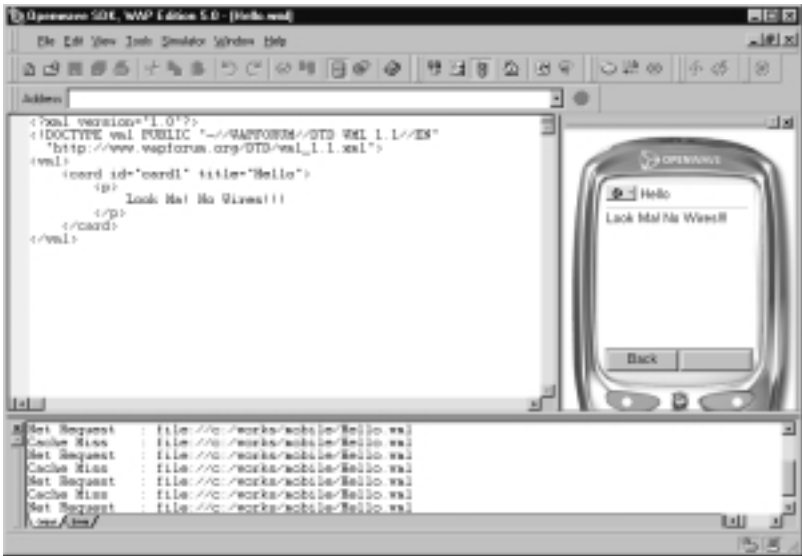 Openwave SDK, WAP Edition 5.0 - [Hello.wml]
File Edit View Tools Simulator Window Help
Address
<?xml version="1.0"?>
<!DOCTYPE wml PUBLIC "-//WAPFORUM//DTD WML 1.1//EN"
"http://www.wapforum.org/DTD/wml_1.1.xml">
<wml>
<card id="card1" title="Hello">
<p>
Look Ma! No Wires!!!
</p>
</card>
</wml>
OPENWAVE
Hello
Look Ma! No Wires!!!
Back
Net Request : file://c:/works/mobile/Hello.wml
Cache Miss : file://c:/works/mobile/Hello.wml
Net Request : file://c:/works/mobile/Hello.wml
Cache Miss : file://c:/works/mobile/Hello.wml
Net Request : file://c:/works/mobile/Hello.wml
Cache Miss : file://c:/works/mobile/Hello.wml
Net Request : file://c:/works/mobile/Hello.wml